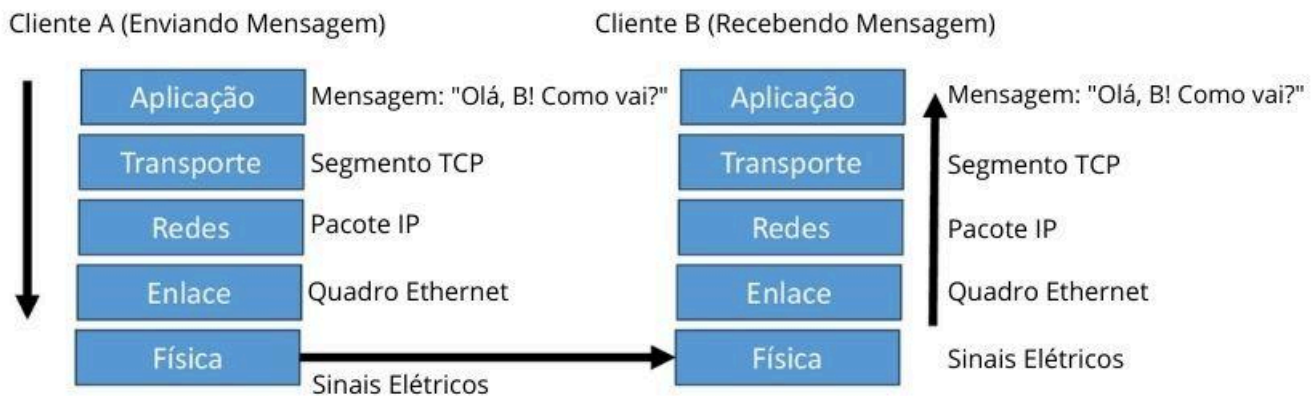 Cliente A (Enviando Mensagem)
Cliente B (Recebendo Mensagem)
Aplicação
Mensagem: "Olá, B! Como vai?"
Transporte
Segmento TCP
Redes
Pacote IP
Enlace
Quadro Ethernet
Física
Sinais Elétricos
Aplicação
Mensagem: "Olá, B! Como vai?"
Transporte
Segmento TCP
Redes
Pacote IP
Enlace
Quadro Ethernet
Física
Sinais Elétricos